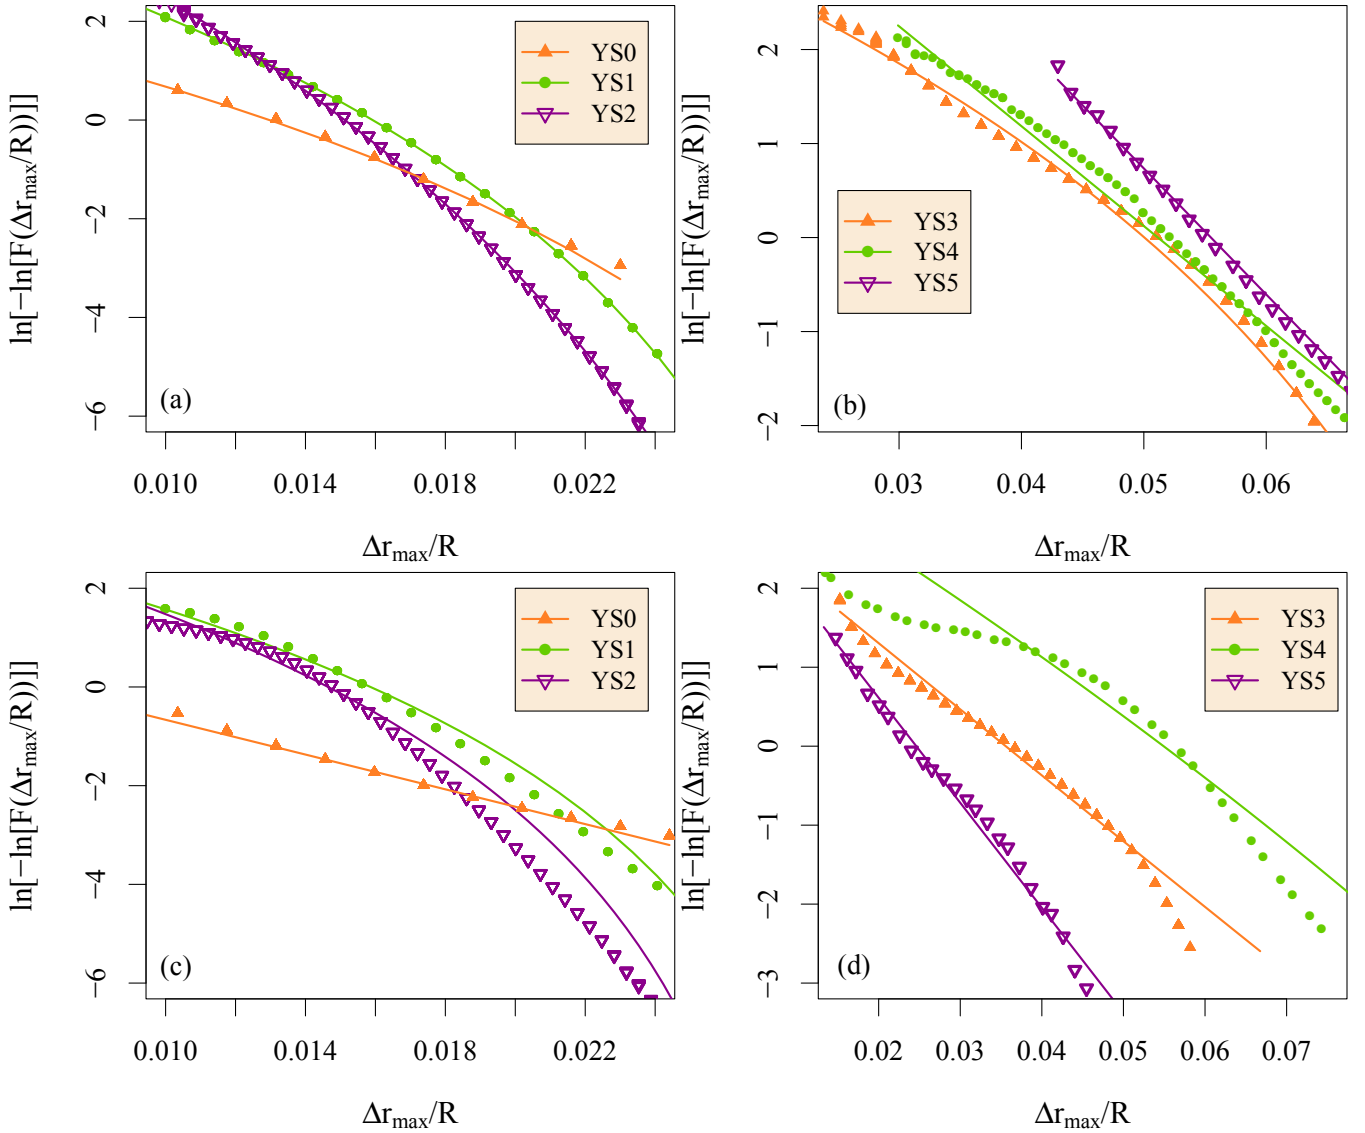 ln[−ln[F(Δrmax/R))]]
2
0
−2
−4
−6
YS0
YS1
YS2
(a)
0.010
0.014
0.018
0.022
Δrmax/R
ln[−ln[F(Δrmax/R))]]
2
1
0
−1
−2
YS3
YS4
YS5
(b)
0.03
0.04
0.05
0.06
Δrmax/R
ln[−ln[F(Δrmax/R))]]
2
0
−2
−4
−6
YS0
YS1
YS2
(c)
0.010
0.014
0.018
0.022
Δrmax/R
ln[−ln[F(Δrmax/R))]]
2
1
0
−1
−2
−3
YS3
YS4
YS5
(d)
0.02
0.03
0.04
0.05
0.06
0.07
Δrmax/R